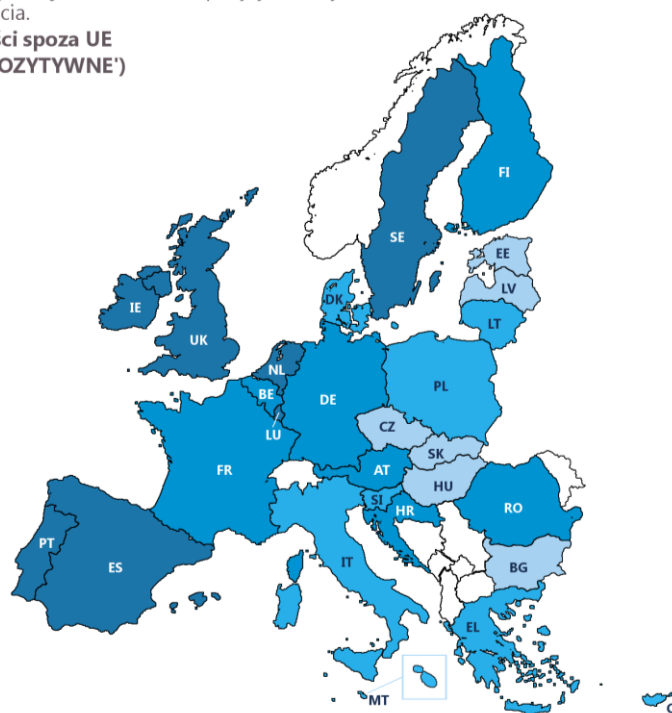 cia.
ści spoza UE
OZYTYWNE')
FI
SE
EE
LV
DK
IE
LT
UK
NL
PL
BE
DE
LU
CZ
SK
FR
AT
HU
SI
HR
RO
PT
ES
IT
BG
EL
MT